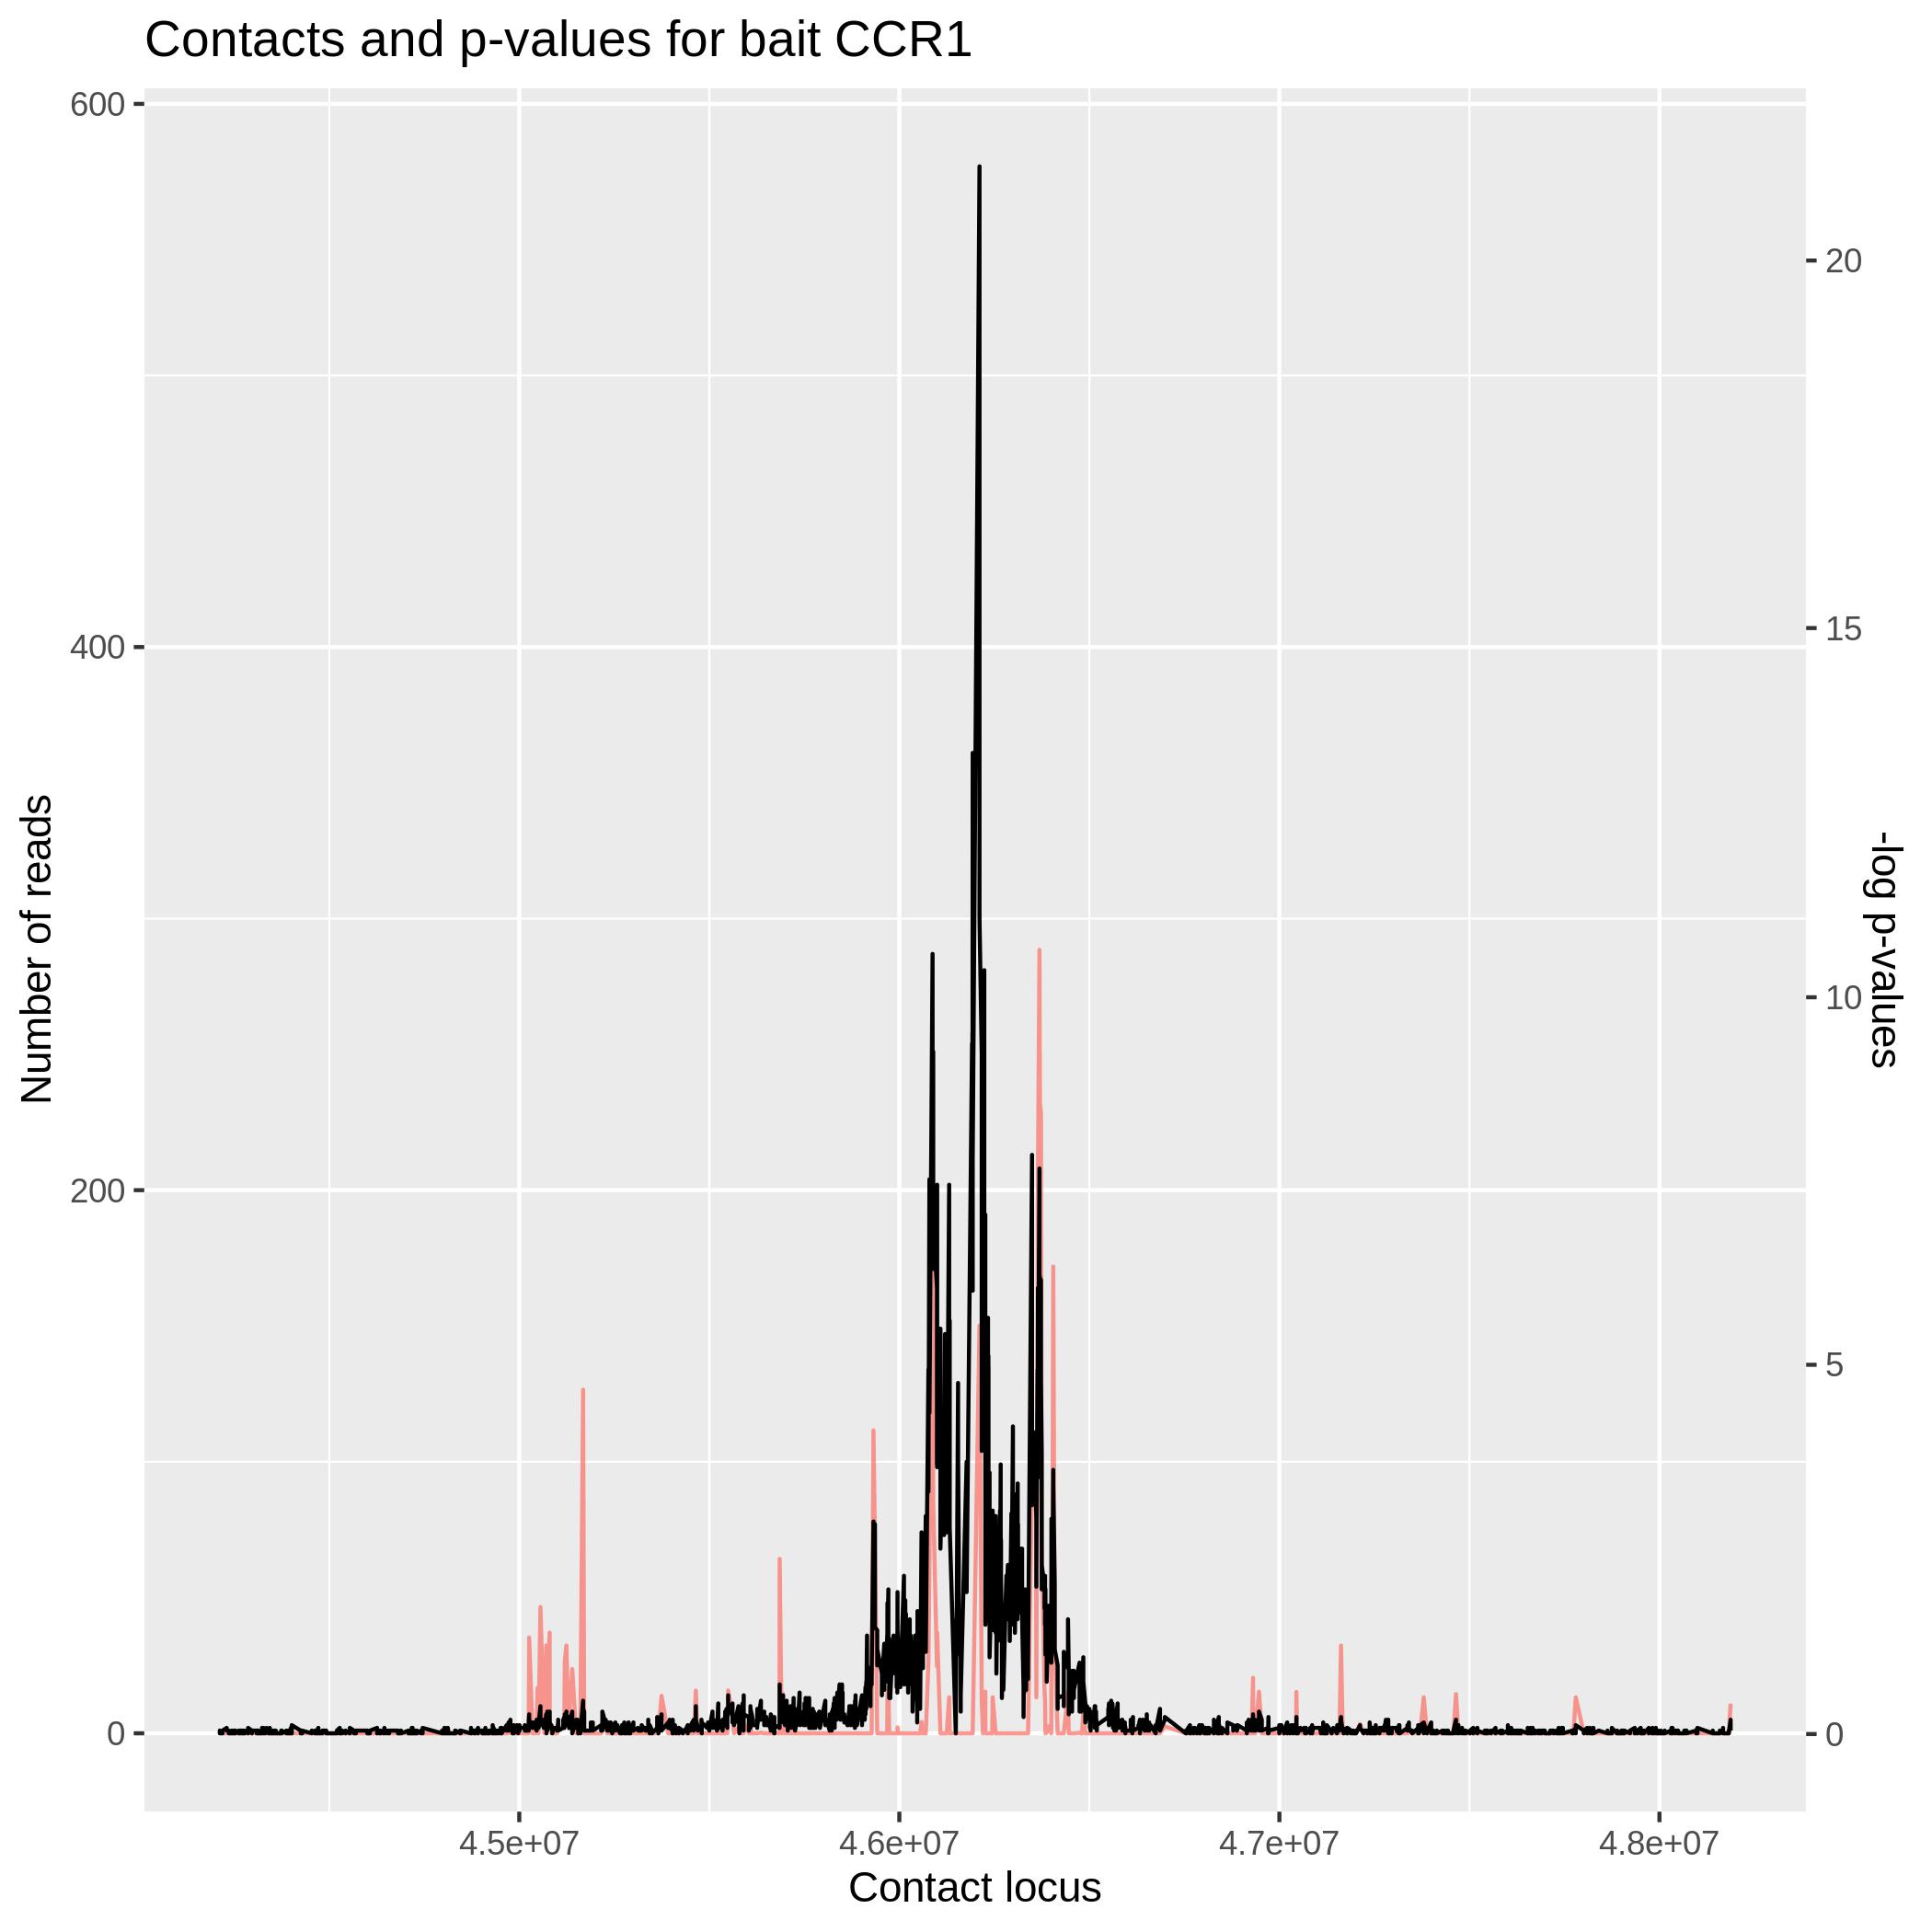 Contacts and p-values for bait CCR1
Number of reads
600
400
200
0
20
15
10
5
0
-log p-values
4.5e+07
4.6e+07
4.7e+07
4.8e+07
Contact locus